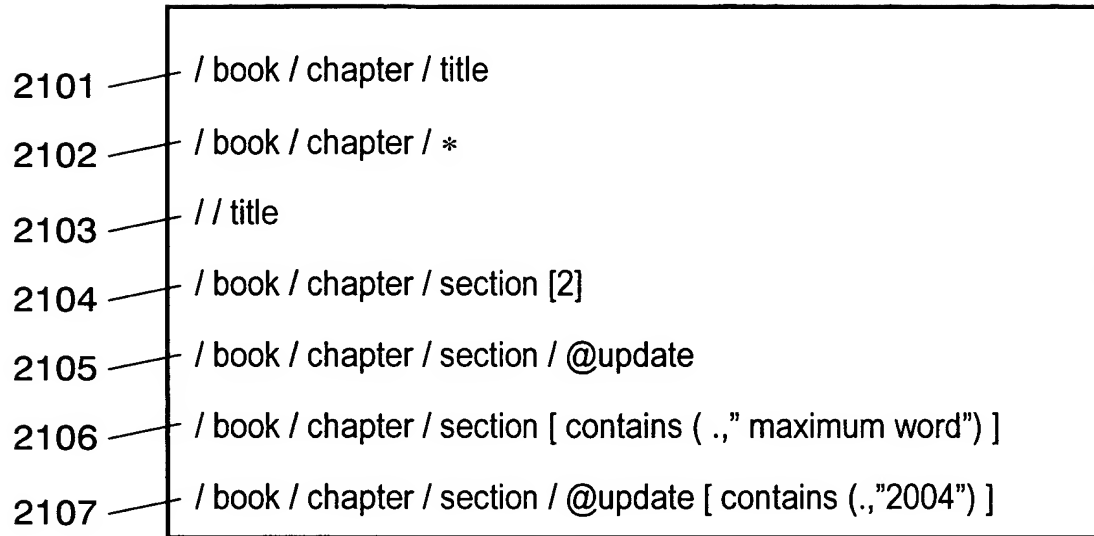 2101 / book / chapter / title
2102 / book / chapter / *
2103 / / title
2104 / book / chapter / section [2]
2105 / book / chapter / section / @update
2106 / book / chapter / section [ contains ( .,” maximum word”) ]
2107 / book / chapter / section / @update [ contains (.,”2004”) ]